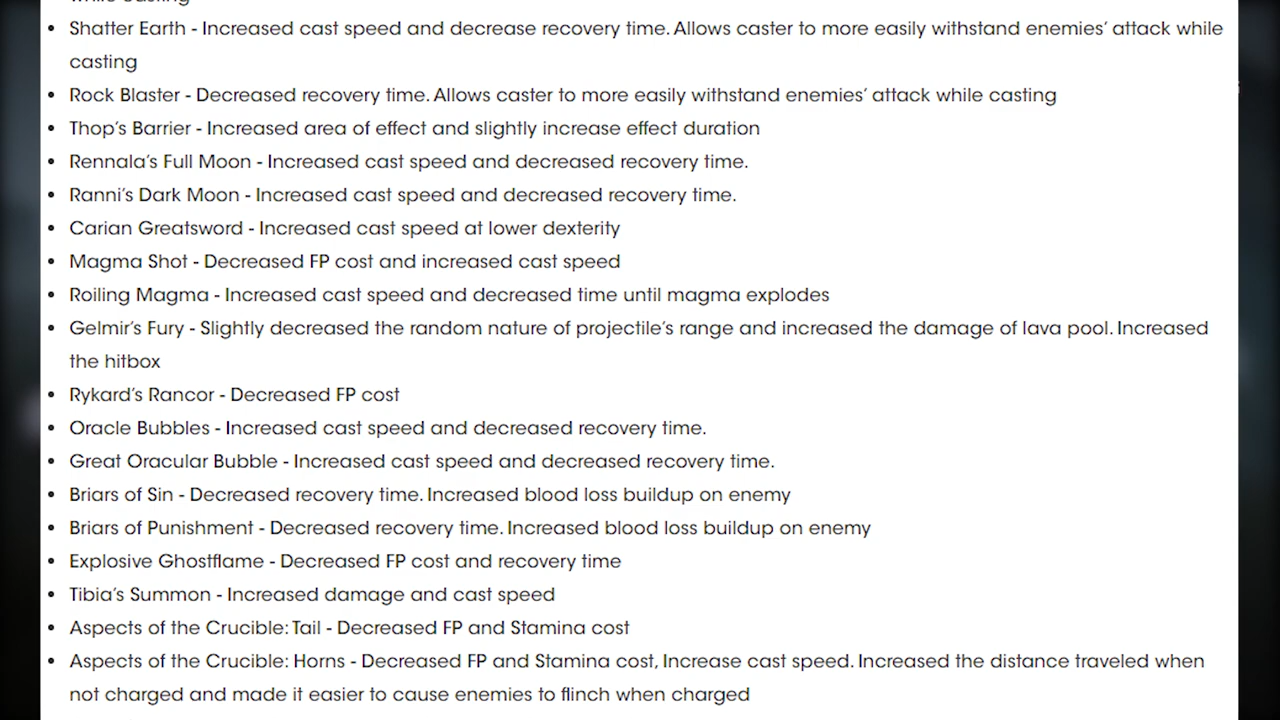 while casting
• Shatter Earth - Increased cast speed and decrease recovery time. Allows caster to more easily withstand enemies’ attack while
casting
• Rock Blaster - Decreased recovery time. Allows caster to more easily withstand enemies’ attack while casting
• Thop’s Barrier - Increased area of effect and slightly increase effect duration
• Rennala’s Full Moon - Increased cast speed and decreased recovery time.
• Ranni’s Dark Moon - Increased cast speed and decreased recovery time.
• Carian Greatsword - Increased cast speed at lower dexterity
• Magma Shot - Decreased FP cost and increased cast speed
• Roiling Magma - Increased cast speed and decreased time until magma explodes
• Gelmir’s Fury - Slightly decreased the random nature of projectile’s range and increased the damage of lava pool. Increased
the hitbox
• Rykard’s Rancor - Decreased FP cost
• Oracle Bubbles - Increased cast speed and decreased recovery time.
• Great Oracular Bubble - Increased cast speed and decreased recovery time.
• Briars of Sin - Decreased recovery time. Increased blood loss buildup on enemy
• Briars of Punishment - Decreased recovery time. Increased blood loss buildup on enemy
• Explosive Ghostflame - Decreased FP cost and recovery time
• Tibia’s Summon - Increased damage and cast speed
• Aspects of the Crucible: Tail - Decreased FP and Stamina cost
• Aspects of the Crucible: Horns - Decreased FP and Stamina cost, Increase cast speed. Increased the distance traveled when
not charged and made it easier to cause enemies to flinch when charged